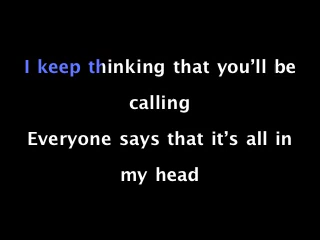 I keep thinking that you’ll be
calling
Everyone says that it’s all in
my head